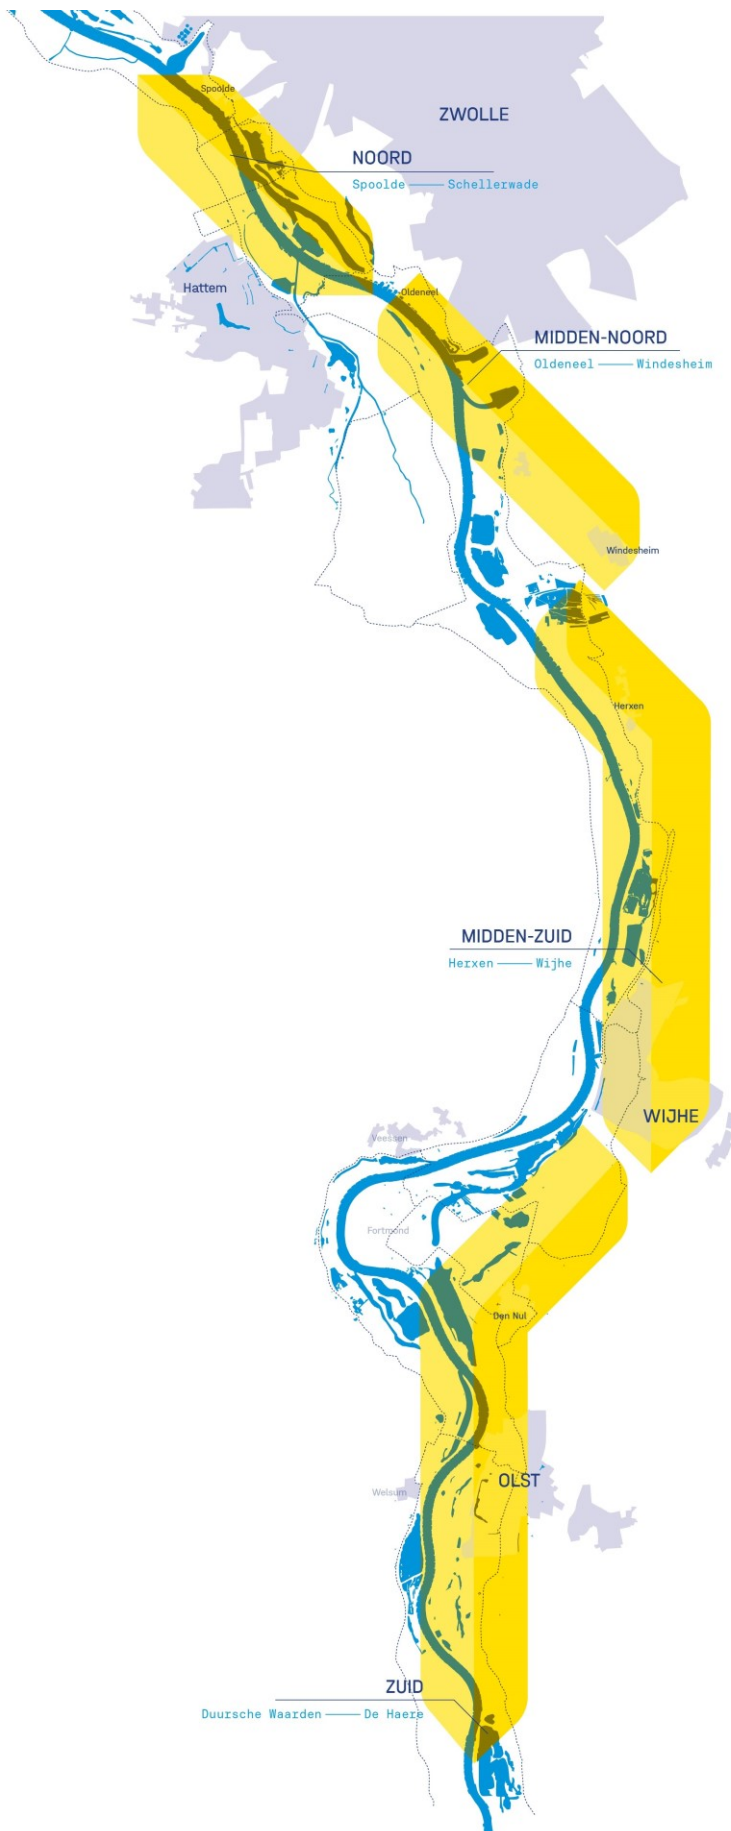 Spoolde
ZWOLLE
NOORD
Spoolde — Schellerwade
Hattem
Oldeneel
MIDDEN-NOORD
Oldeneel — Windesheim
Windesheim
Herxen
MIDDEN-ZUID
Herxen — Wijhe
WIJHE
Veessen
Fortmond
Den Nul
OLST
Welsum
ZUID
Duursche Waarden — De Haere